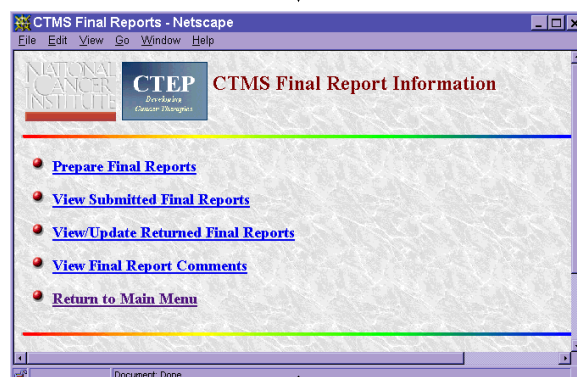 CTMS Final Reports - Netscape
File Edit View Go Window Help
NATIONAL
CANCER
INSTITUTE
CTEP
Developing
Cancer Therapies
CTMS Final Report Information
Prepare Final Reports
View Submitted Final Reports
View/Update Returned Final Reports
View Final Report Comments
Return to Main Menu
Document: Done